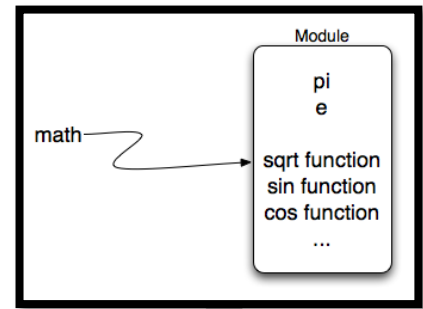 Module
pi
e
math
sqrt function
sin function
cos function
...